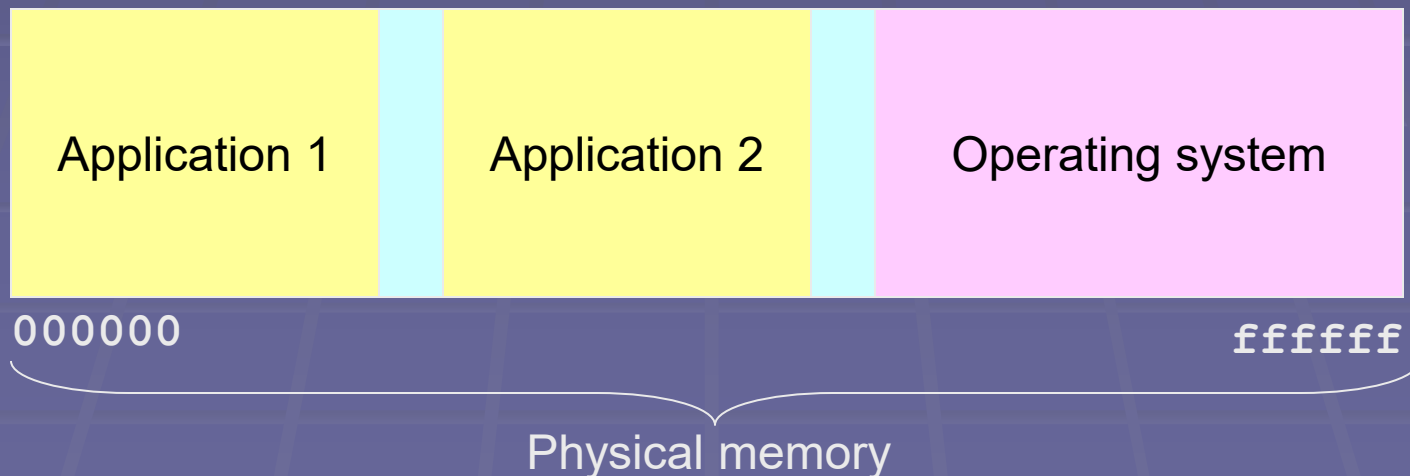 Application 1
Application 2
Operating system
000000
ffffff
Physical memory